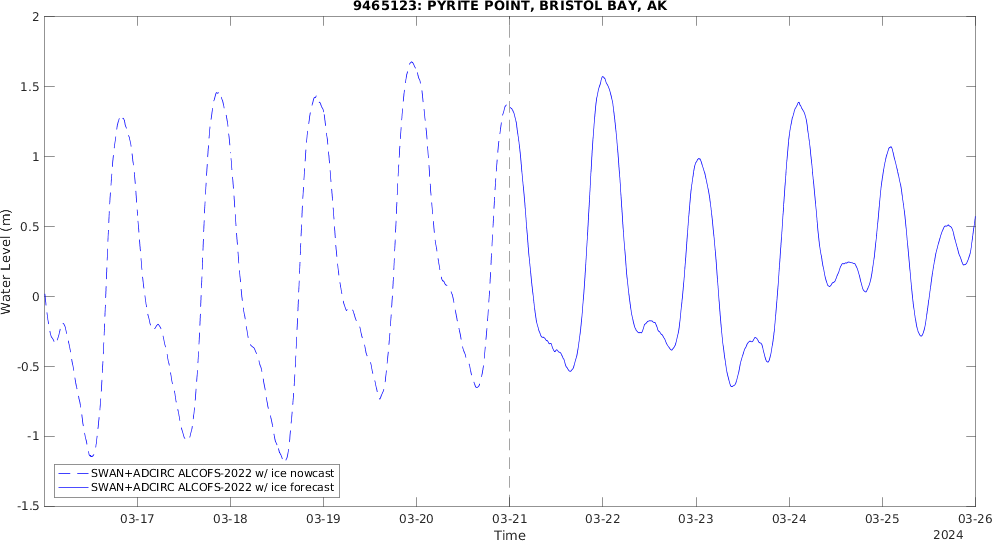 9465123: PYRITE POINT, BRISTOL BAY, AK
2
1.5
1
0.5
0
-0.5
-1
-1.5
Water Level (m)
SWAN+ADCIRC ALCOFS-2022 w/ ice nowcast
SWAN+ADCIRC ALCOFS-2022 w/ ice forecast
03-17 03-18 03-19 03-20 03-21 03-22 03-23 03-24 03-25 03-26
Time
2024